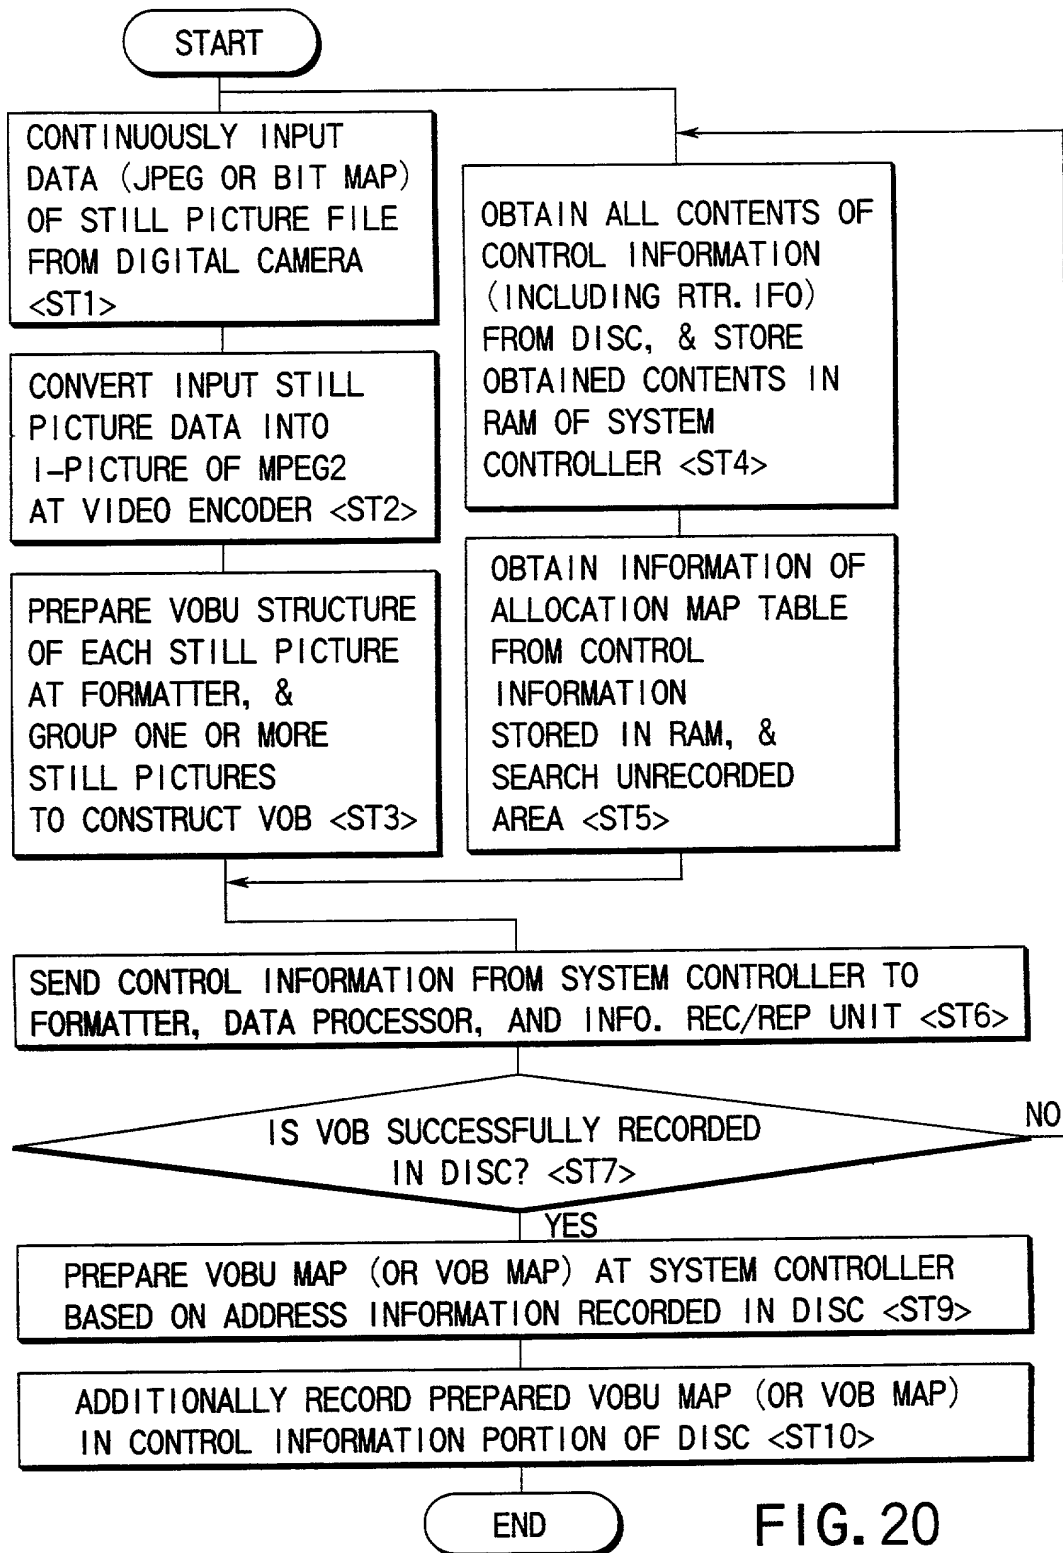 START
CONTINUOUSLY INPUT
DATA (JPEG OR BIT MAP)
OF STILL PICTURE FILE
FROM DIGITAL CAMERA
<ST1>
CONVERT INPUT STILL
PICTURE DATA INTO
I-PICTURE OF MPEG2
AT VIDEO ENCODER <ST2>
PREPARE VOBU STRUCTURE
OF EACH STILL PICTURE
AT FORMATTER, &
GROUP ONE OR MORE
STILL PICTURES
TO CONSTRUCT VOB <ST3>
OBTAIN ALL CONTENTS OF
CONTROL INFORMATION
(INCLUDING RTR.IFO)
FROM DISC, & STORE
OBTAINED CONTENTS IN
RAM OF SYSTEM
CONTROLLER <ST4>
OBTAIN INFORMATION OF
ALLOCATION MAP TABLE
FROM CONTROL
INFORMATION
STORED IN RAM, &
SEARCH UNRECORDED
AREA <ST5>
SEND CONTROL INFORMATION FROM SYSTEM CONTROLLER TO
FORMATTER, DATA PROCESSOR, AND INFO. REC/REP UNIT <ST6>
IS VOB SUCCESSFULLY RECORDED
IN DISC? <ST7>
NO
YES
PREPARE VOBU MAP (OR VOB MAP) AT SYSTEM CONTROLLER
BASED ON ADDRESS INFORMATION RECORDED IN DISC <ST9>
ADDITIONALLY RECORD PREPARED VOBU MAP (OR VOB MAP)
IN CONTROL INFORMATION PORTION OF DISC <ST10>
END
FIG. 20